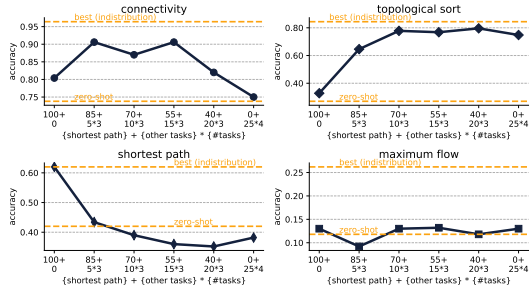 connectivity
best (indistribution)
0.95
0.90
0.85
0.80
0.75
zero-shot
accuracy
100+ 85+ 70+ 55+ 40+ 0+
0 5*3 10*3 15*3 20*3 25*4
{shortest path} + {other tasks} * {#tasks}
topological sort
best (indistribution)
0.80
0.60
0.40
zero-shot
accuracy
100+ 85+ 70+ 55+ 40+ 0+
0 5*3 10*3 15*3 20*3 25*4
{shortest path} + {other tasks} * {#tasks}
shortest path
best (indistribution)
0.60
zero-shot
0.40
accuracy
100+ 85+ 70+ 55+ 40+ 0+
0 5*3 10*3 15*3 20*3 25*4
{shortest path} + {other tasks} * {#tasks}
maximum flow
best (indistribution)
0.25
0.20
0.15
zero-shot
0.10
accuracy
100+ 85+ 70+ 55+ 40+ 0+
0 5*3 10*3 15*3 20*3 25*4
{shortest path} + {other tasks} * {#tasks}